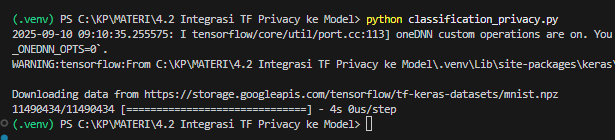 (.venv) PS C:\KP\MATERI\4.2 Integrasi TF Privacy ke Model> python classification_privacy.py
2025-09-10 09:10:35.255575: I tensorflow/core/util/port.cc:113] oneDNN custom operations are on. You
_ONEDNN_OPTS=0`.
WARNING:tensorflow:From C:\KP\MATERI\4.2 Integrasi TF Privacy ke Model\.venv\Lib\site-packages\keras\
Downloading data from https://storage.googleapis.com/tensorflow/tf-keras-datasets/mnist.npz
11490434/11490434 [==============================] - 4s 0us/step
(.venv) PS C:\KP\MATERI\4.2 Integrasi TF Privacy ke Model>